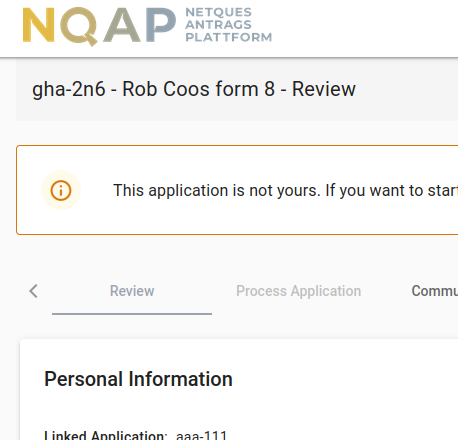 NQAP
NETQUES
ANTRAGS
PLATTFORM
gha-2n6 - Rob Coos form 8 - Review
This application is not yours. If you want to start
Review
Process Application
Commu
Personal Information
Linked Application: aaa-111